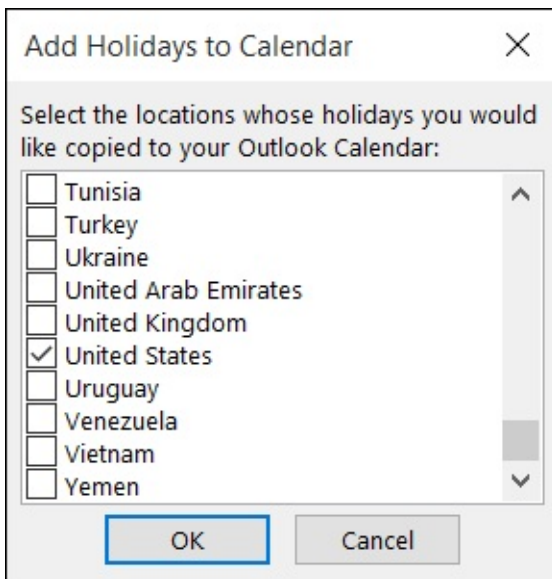 Add Holidays to Calendar
Select the locations whose holidays you would
like copied to your Outlook Calendar:
Tunisia
Turkey
Ukraine
United Arab Emirates
United Kingdom
United States
Uruguay
Venezuela
Vietnam
Yemen
OK Cancel